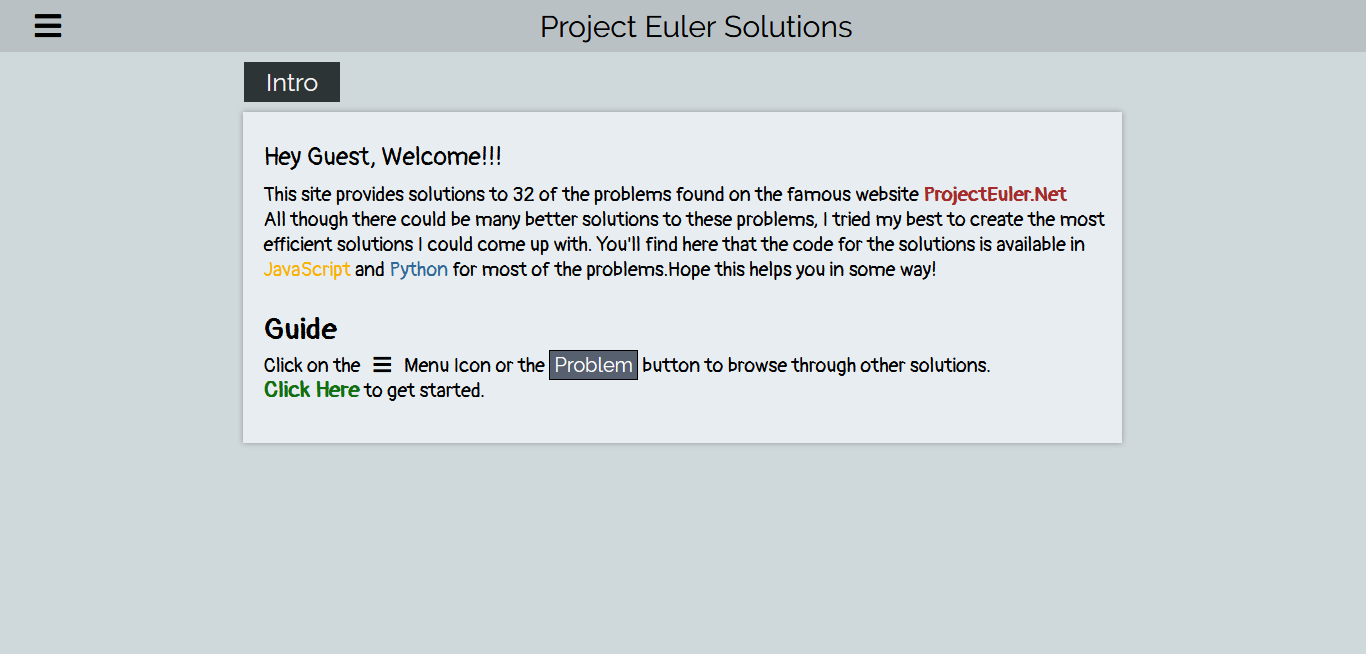 Project Euler Solutions
Intro
Hey Guest, Welcome!!!
This site provides solutions to 32 of the problems found on the famous website ProjectEuler.Net
All though there could be many better solutions to these problems, I tried my best to create the most
efficient solutions I could come up with. You'll find here that the code for the solutions is available in
JavaScript and Python for most of the problems.Hope this helps you in some way!
Guide
Click on the Menu Icon or the Problem button to browse through other solutions.
Click Here to get started.